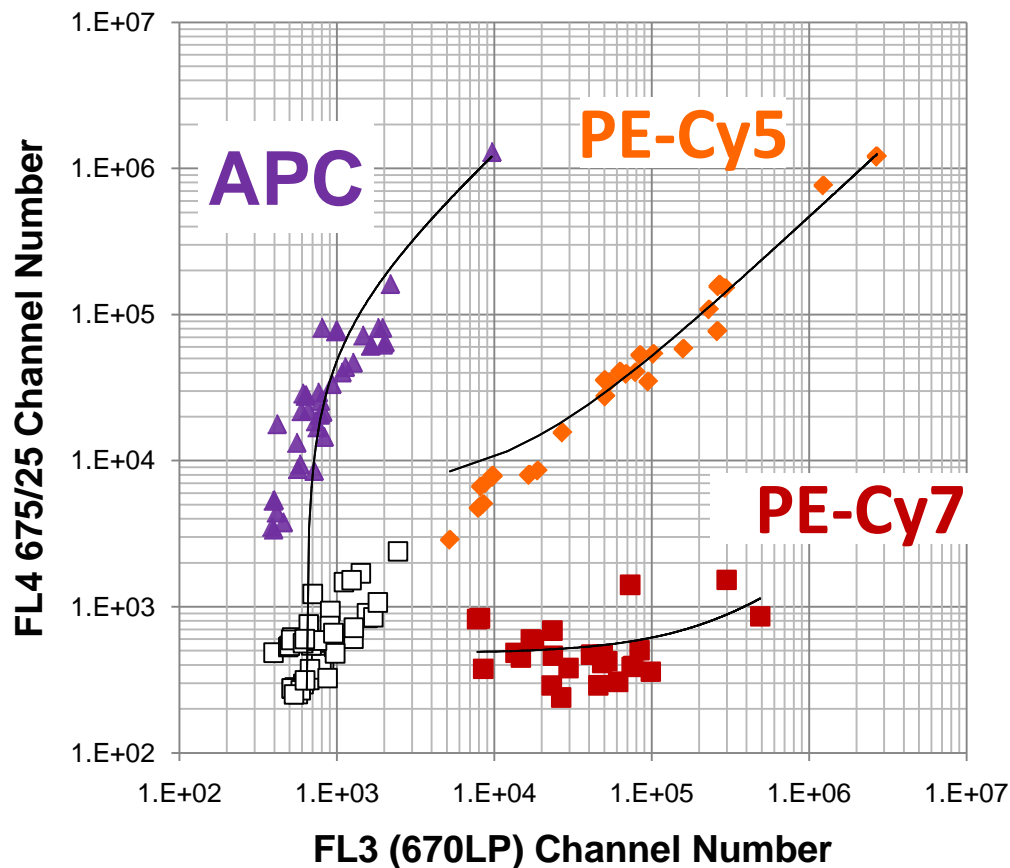 1.E+07
1.E+06
1.E+05
1.E+04
1.E+03
1.E+02
FL4 675/25 Channel Number
APC
PE-Cy5
PE-Cy7
1.E+02 1.E+03 1.E+04 1.E+05 1.E+06 1.E+07
FL3 (670LP) Channel Number